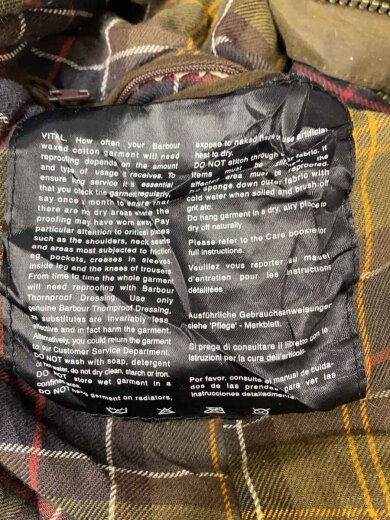 VITAL. How often your Barbour
waxed cotton garment will need
reproofing depends on the amount
and type of usage it receives. To
ensure long service it is essential
that you check the garment regularly,
say once a month to ensure that
there are no dry areas where the
proofing may have worn away. Pay
particular attention to critical places
such as the shoulders, neck seams
and areas most subjected to friction
eg. pockets, creases in sleeves
inside leg and the knees of trousers.
From time to time the whole garment
will need reproofing with Barbour
Thornproof Dressing. Use only
genuine Barbour Thornproof Dressing,
as substitutes are invariably less
effective and in fact harm the garment.
Alternatively, you could return the garment
to our Customer Service Department.
DO NOT wash with soap, detergent
or hot water, do not dry clean, starch or iron.
DO NOT store wet garment in a
confined area.
DO NOT hang garment on radiators,
expose to naked flame or use artificial
heat to dry.
DO NOT stitch through outer fabric. If
items must be
affected area must be reproofed
sponge down outer fabric with
cold water when soiled and brush off
grit etc.
Do hang garment in a dry, airy place to
dry off naturally.
Please refer to the Care booklet for
full instructions.
Veuillez vous reporter au manuel
d'entretien pour les instructions
détaillées
Ausführliche Gebrauchsanweisungen
siehe 'Pflege' - Merkblatt.
Si prega di consultare il libretto con le
istruzioni per la cura dell'articolo.
Por favor, consulte el manual de cuida-
dos de las prendas para ver las
instrucciones detalladas